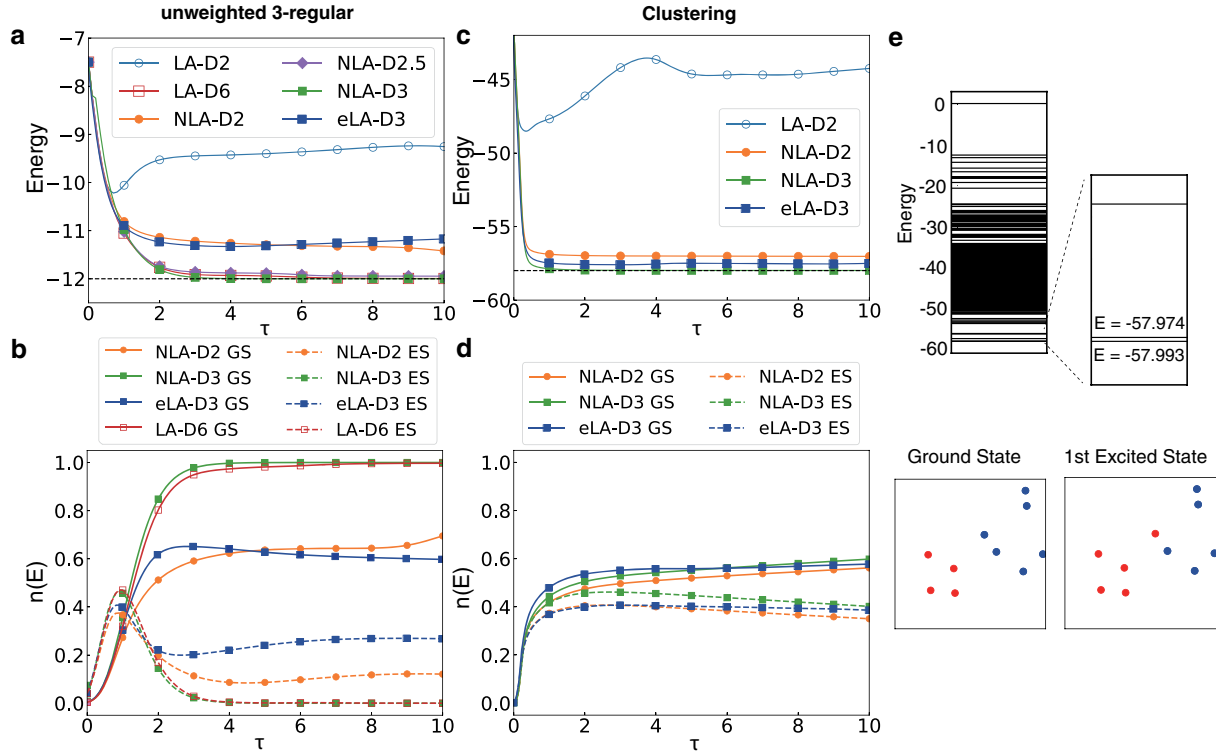 unweighted 3-regular
a
−7
−8
−9
−10
−11
−12
Energy
LA-D2
LA-D6
NLA-D2
NLA-D2.5
NLA-D3
eLA-D3
0 2 4 6 8 10
τ
b
NLA-D2 GS
NLA-D3 GS
eLA-D3 GS
LA-D6 GS
NLA-D2 ES
NLA-D3 ES
eLA-D3 ES
LA-D6 ES
1.0
0.8
0.6
0.4
0.2
0.0
n(E)
0 2 4 6 8 10
τ
Clustering
c
−45
−50
−55
−60
Energy
LA-D2
NLA-D2
NLA-D3
eLA-D3
0 2 4 6 8 10
τ
d
NLA-D2 GS
NLA-D3 GS
eLA-D3 GS
NLA-D2 ES
NLA-D3 ES
eLA-D3 ES
1.0
0.8
0.6
0.4
0.2
0.0
n(E)
0 2 4 6 8 10
τ
e
0
-10
-20
-30
-40
-50
-60
Energy
E = -57.974
E = -57.993
Ground State
1st Excited State